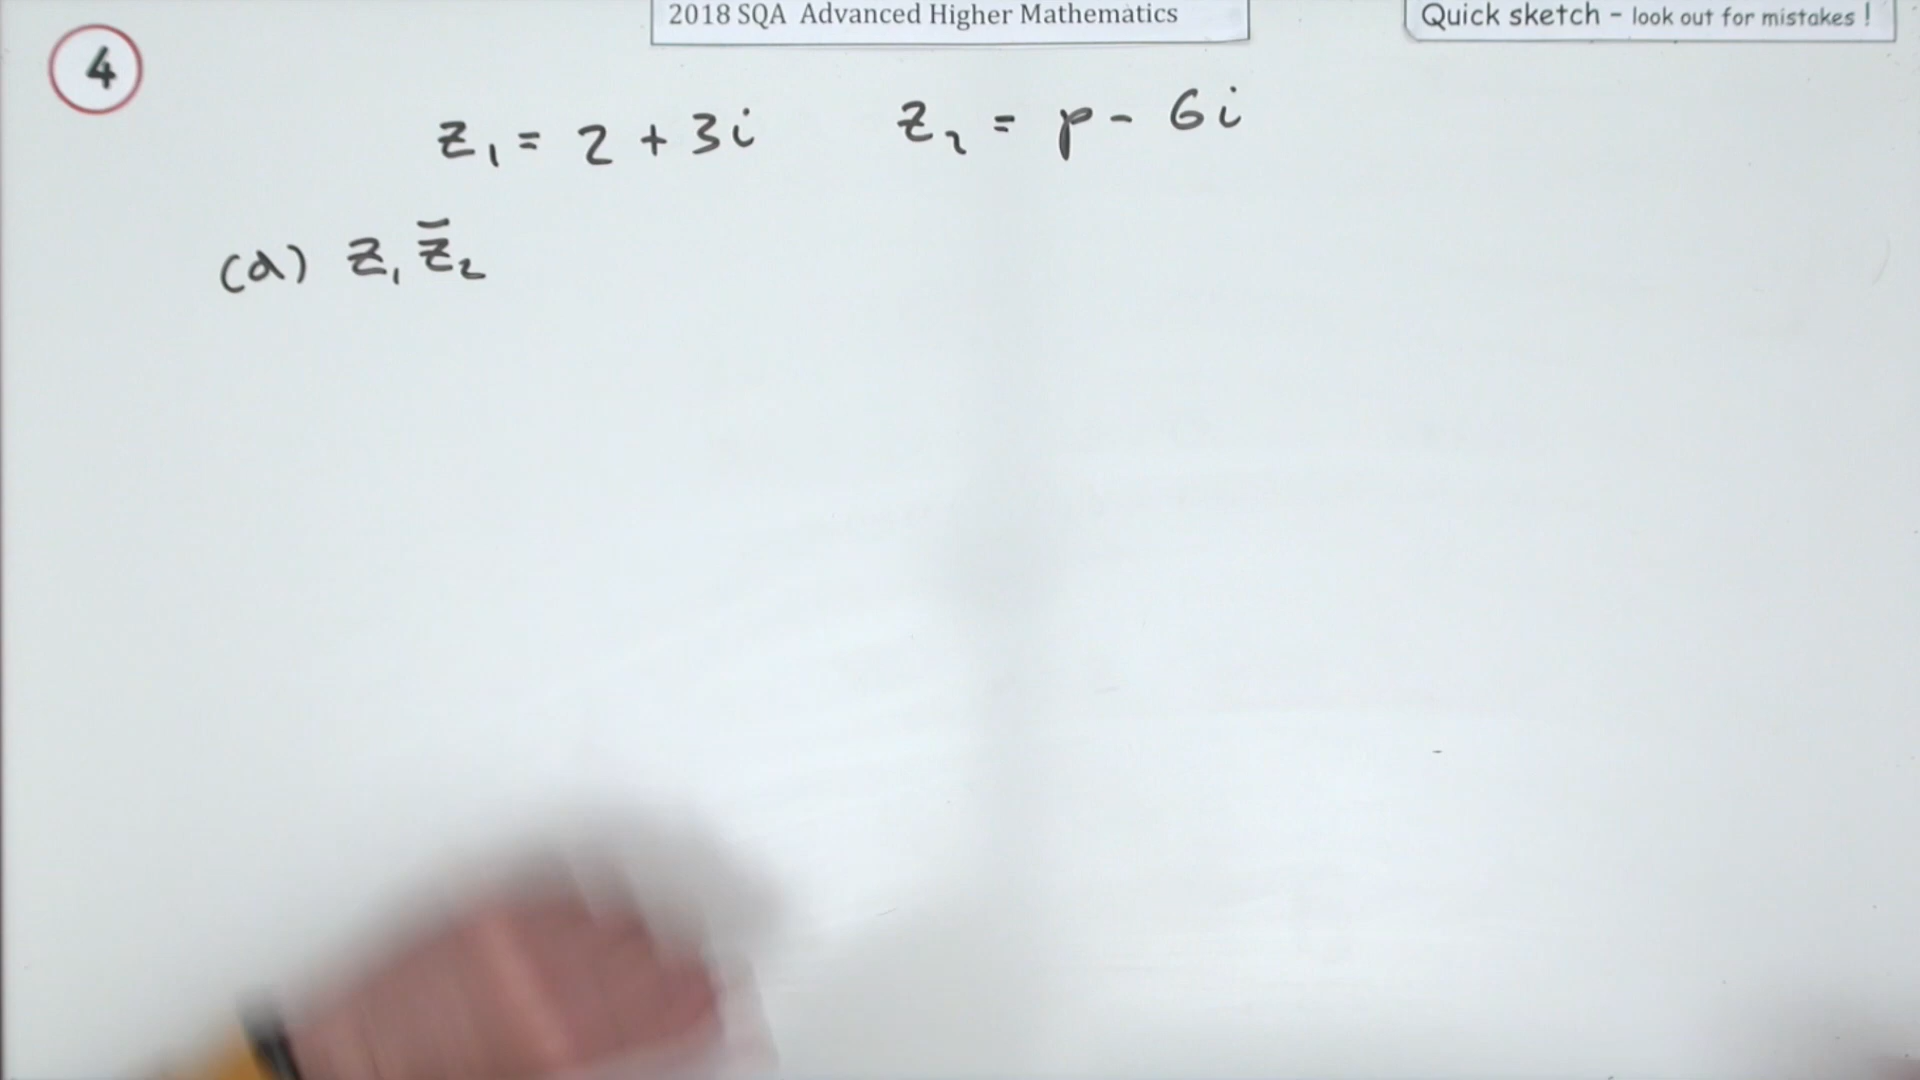 2018 SQA Advanced Higher Mathematics
Quick sketch - look out for mistakes !
4
z₁ = 2 + 3i z₂ = p - 6i
(a) z₁ z̄₂